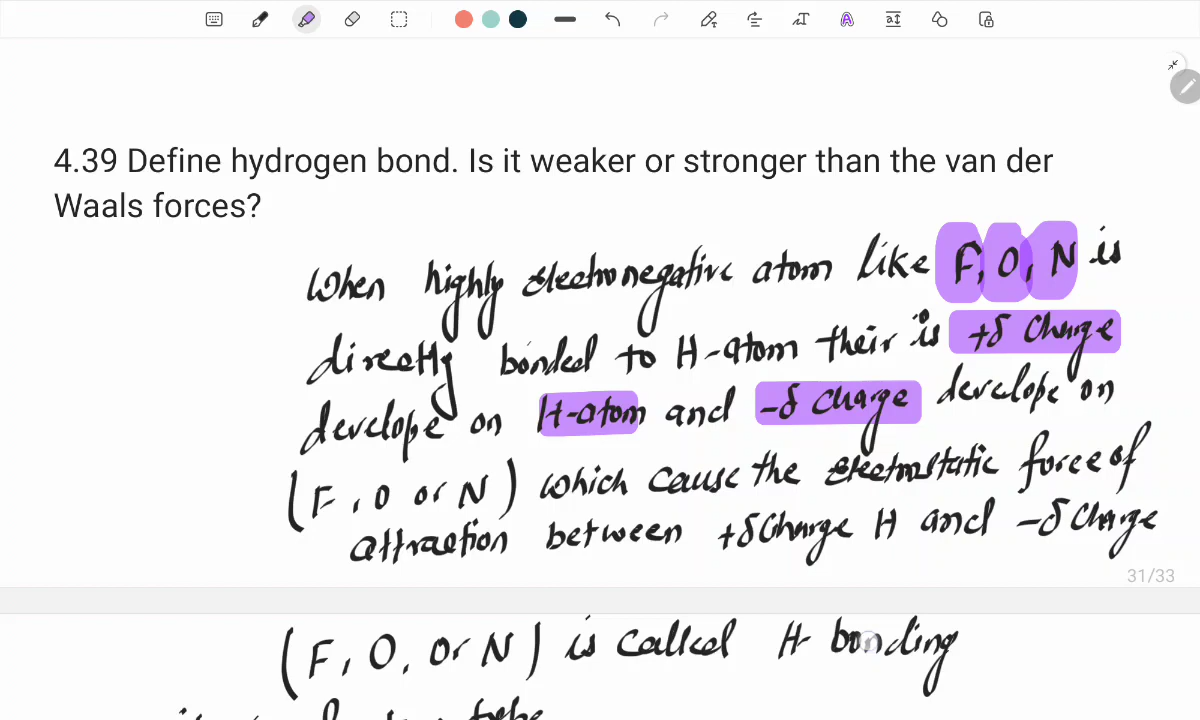 4.39 Define hydrogen bond. Is it weaker or stronger than the van der
Waals forces?
When highly electronegative atom like F, O, N is
directly bonded to H-atom their is +δ Charge
develope on H-atom and -δ charge develope on
(F, O or N) which cause the electrostatic force of
attraction between +δ Charge H and -δ Charge
31/33
(F, O, or N) is called H-bonding